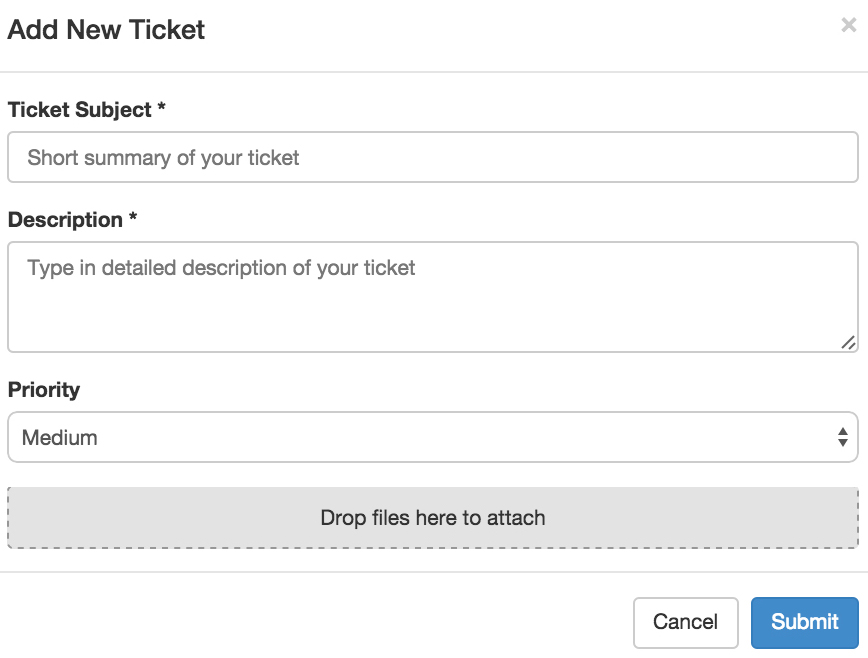 Add New Ticket ×
Ticket Subject *
Short summary of your ticket
Description *
Type in detailed description of your ticket
Priority
Medium
Drop files here to attach
Cancel Submit